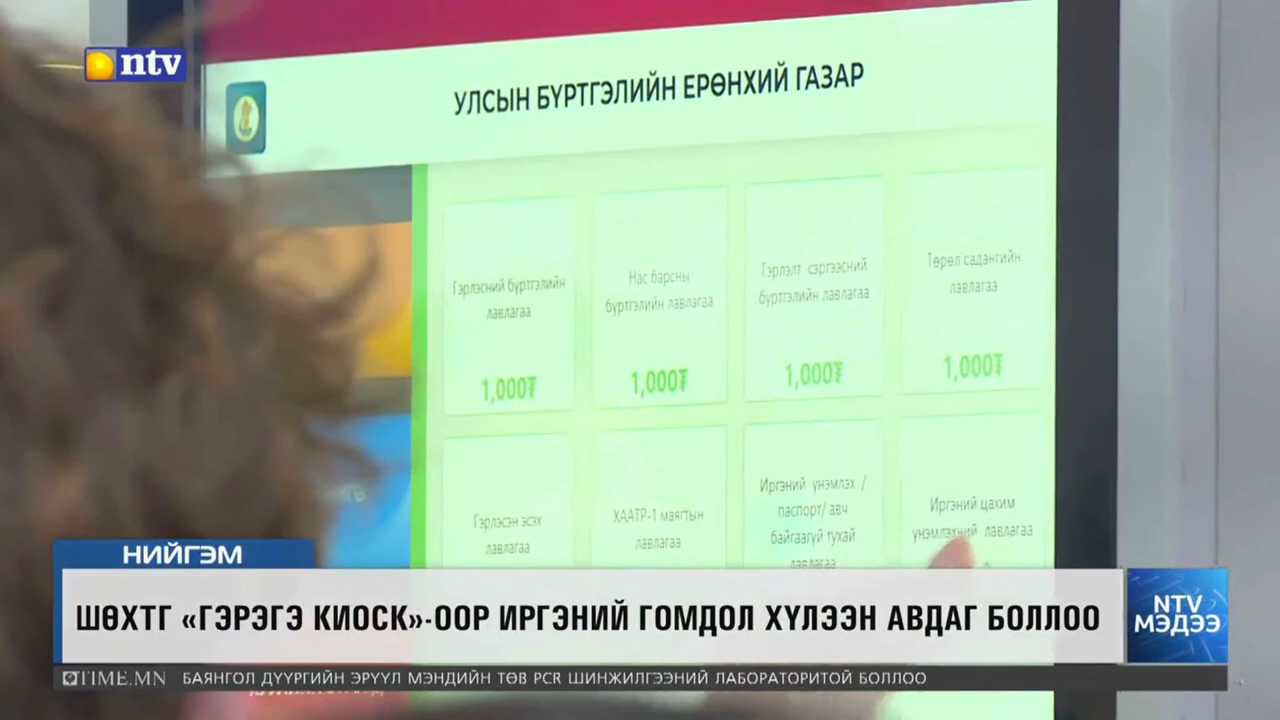 ntv
УЛСЫН БҮРТГЭЛИЙН ЕРӨНХИЙ ГАЗАР
Гэрлэсний бүртгэлийн
лавлагаа
1,000₮
Нас барсны
бүртгэлийн лавлагаа
1,000₮
Гэрлэлт сэргээсний
бүртгэлийн лавлагаа
1,000₮
Төрөл садангийн
лавлагаа
1,000₮
Гэрлэсэн эсэх
лавлагаа
ХААТР-1 маягтын
лавлагаа
Иргэний үнэмлэх /
паспорт/ авч
байгаагүй тухай
лавлагаа
Иргэний цахим
үнэмлэхний лавлагаа
НИЙГЭМ
ШӨХТГ «ГЭРЭГЭ КИОСК»-ООР ИРГЭНИЙ ГОМДОЛ ХҮЛЭЭН АВДАГ БОЛЛОО
NTV
МЭДЭЭ
TIME.MN БАЯНГОЛ ДҮҮРГИЙН ЭРҮҮЛ МЭНДИЙН ТӨВ PCR ШИНЖИЛГЭЭНИЙ ЛАБОРАТОРИТОЙ БОЛЛОО